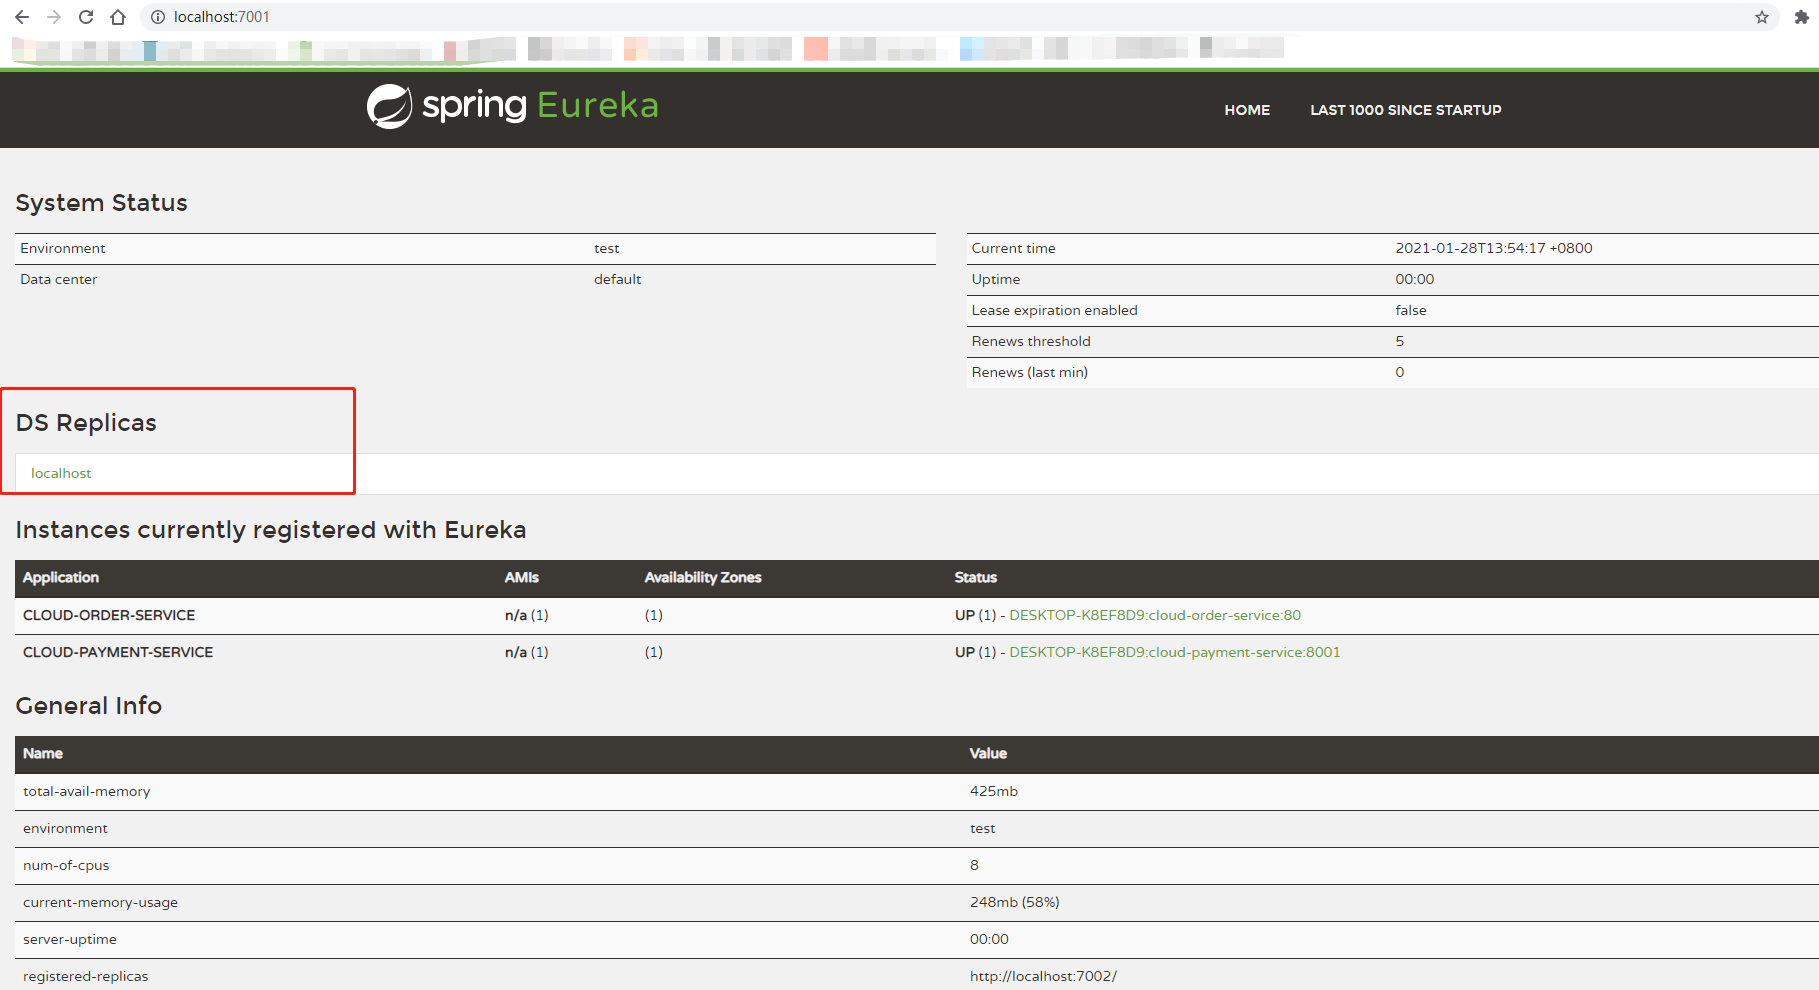 localhost:7001
spring Eureka
HOME LAST 1000 SINCE STARTUP
System Status
Environment test
Data center default
Current time 2021-01-28T13:54:17 +0800
Uptime 00:00
Lease expiration enabled false
Renews threshold 5
Renews (last min) 0
DS Replicas
localhost
Instances currently registered with Eureka
Application AMIs Availability Zones Status
CLOUD-ORDER-SERVICE n/a (1) (1) UP (1) - DESKTOP-K8EF8D9:cloud-order-service:80
CLOUD-PAYMENT-SERVICE n/a (1) (1) UP (1) - DESKTOP-K8EF8D9:cloud-payment-service:8001
General Info
Name Value
total-avail-memory 425mb
environment test
num-of-cpus 8
current-memory-usage 248mb (58%)
server-uptime 00:00
registered-replicas http://localhost:7002/